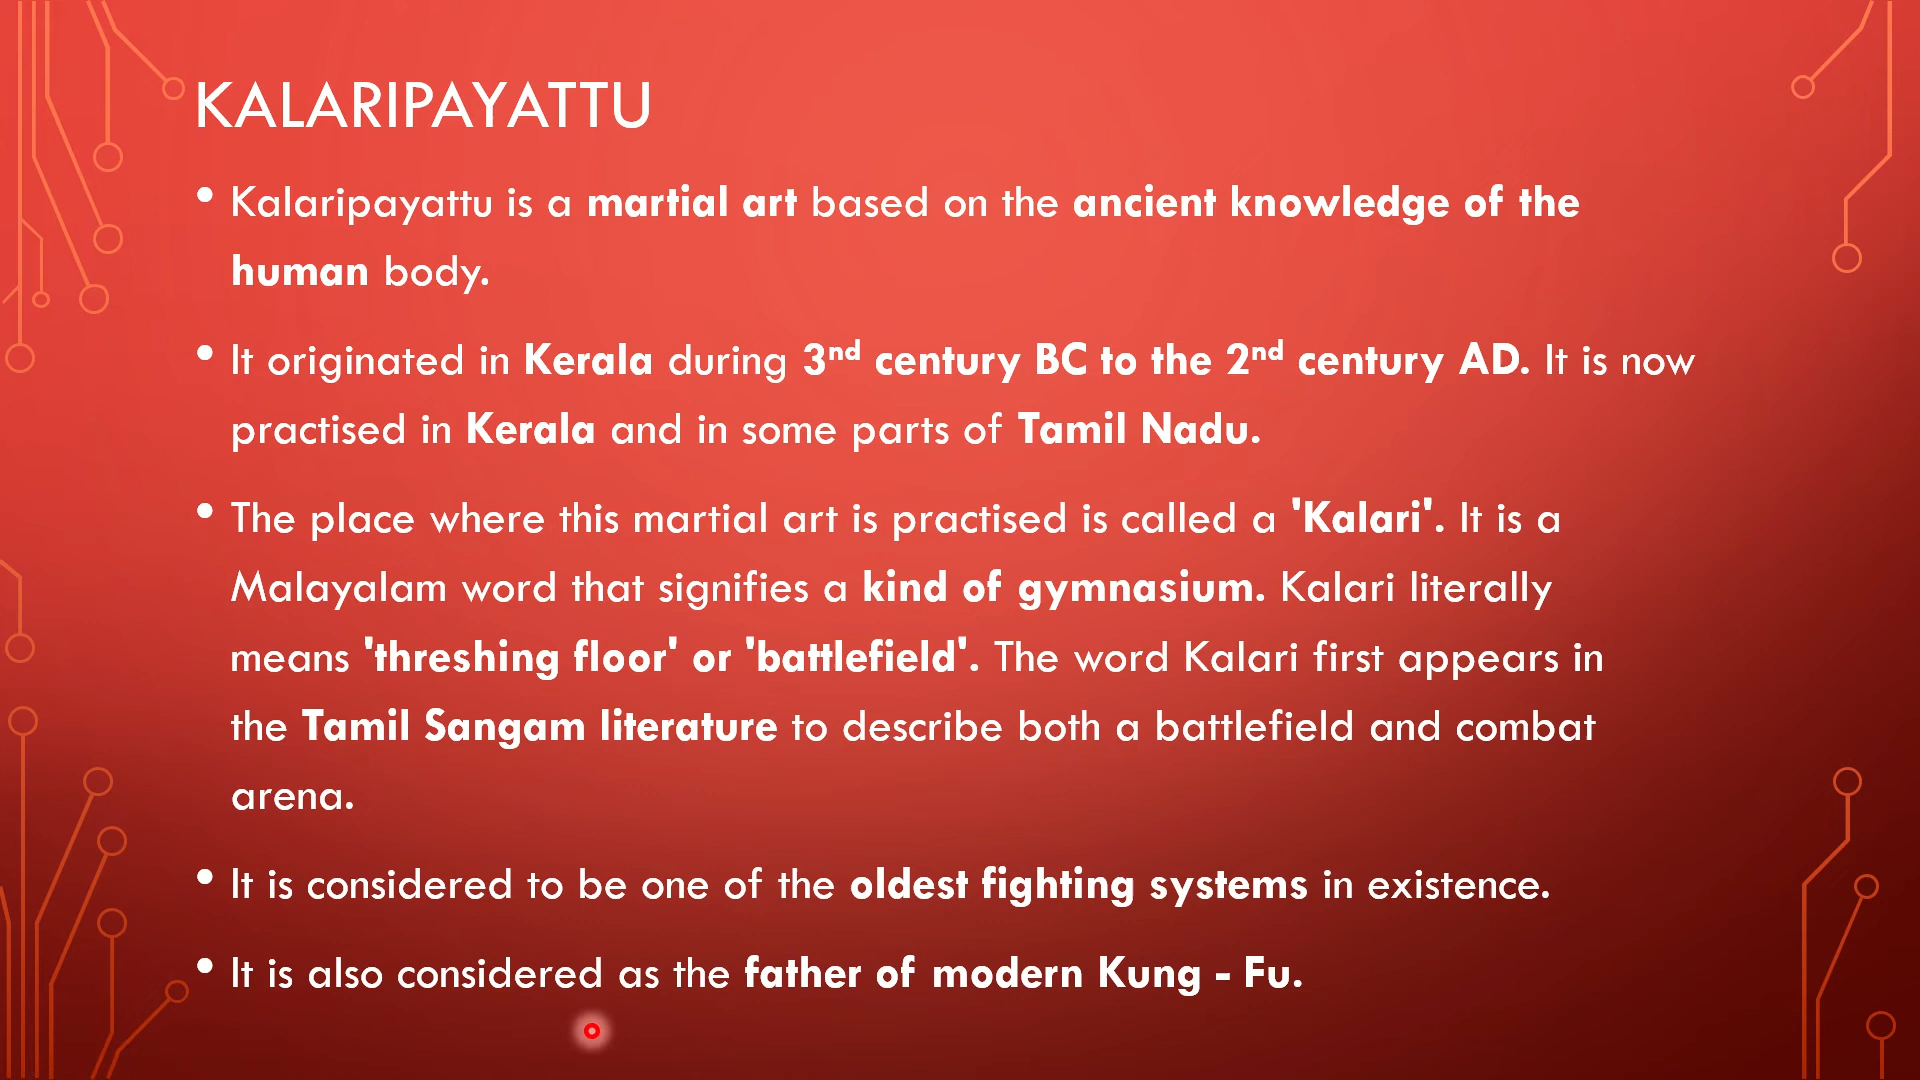 KALARIPAYATTU
• Kalaripayattu is a martial art based on the ancient knowledge of the
human body.
• It originated in Kerala during 3nd century BC to the 2nd century AD. It is now
practised in Kerala and in some parts of Tamil Nadu.
• The place where this martial art is practised is called a 'Kalari'. It is a
Malayalam word that signifies a kind of gymnasium. Kalari literally
means 'threshing floor' or 'battlefield'. The word Kalari first appears in
the Tamil Sangam literature to describe both a battlefield and combat
arena.
• It is considered to be one of the oldest fighting systems in existence.
• It is also considered as the father of modern Kung - Fu.